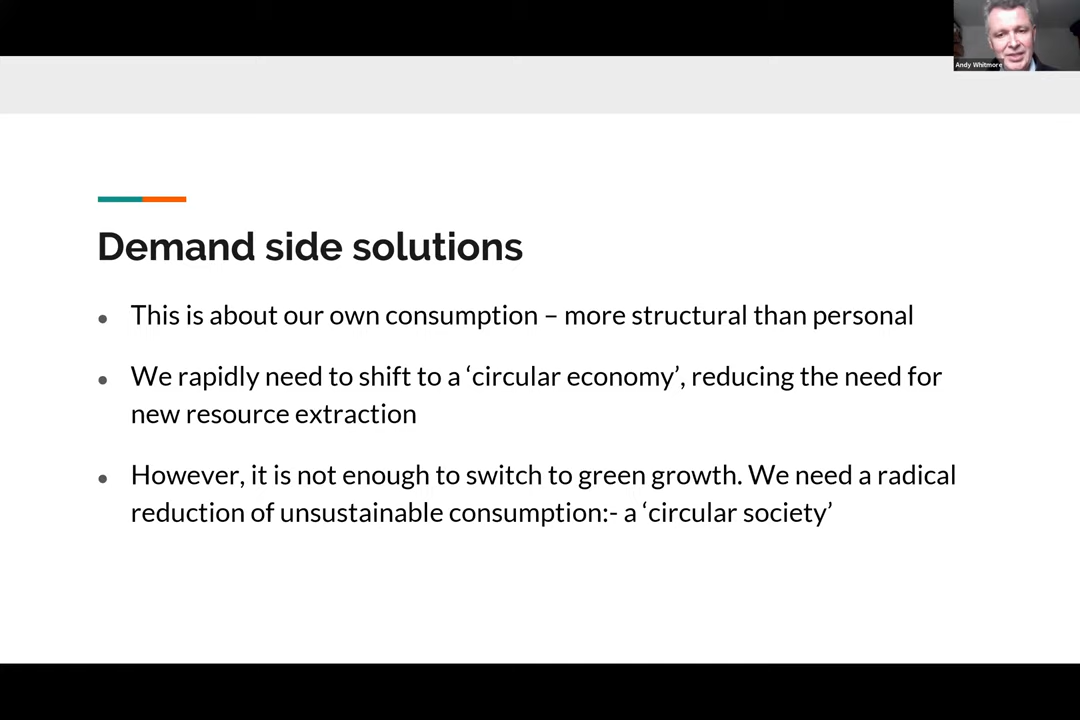 Andy Whitmore
Demand side solutions
• This is about our own consumption – more structural than personal
• We rapidly need to shift to a ‘circular economy’, reducing the need for
new resource extraction
• However, it is not enough to switch to green growth. We need a radical
reduction of unsustainable consumption:- a ‘circular society’